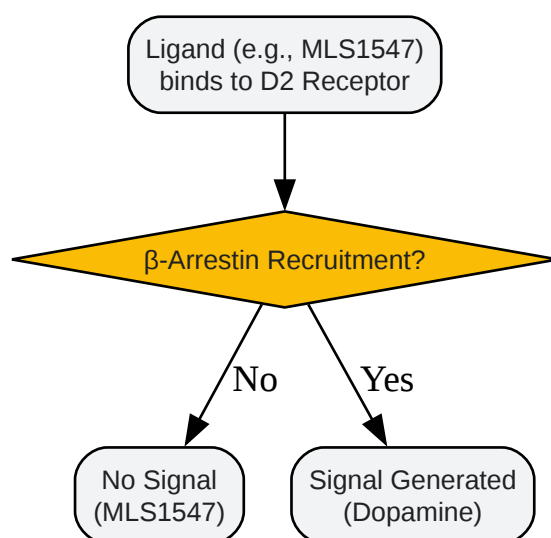 Ligand (e.g., MLS1547)
binds to D2 Receptor
β-Arrestin Recruitment?
No
Yes
No Signal
(MLS1547)
Signal Generated
(Dopamine)